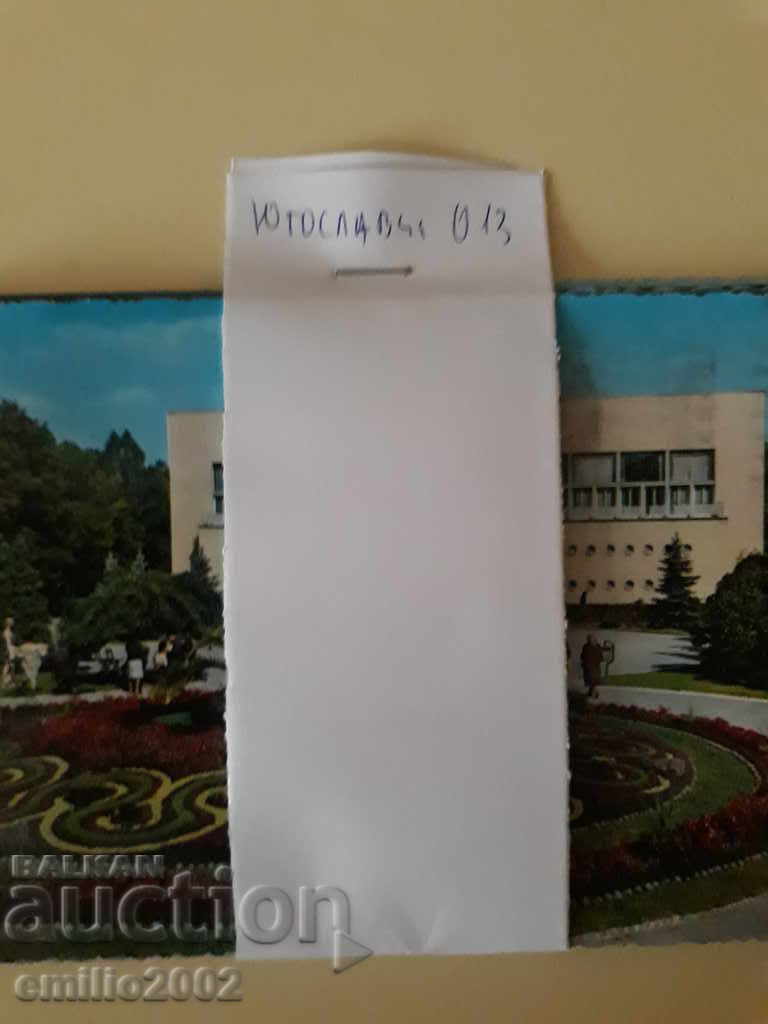 Югославия 013
BALKAN
auction
emilio2002